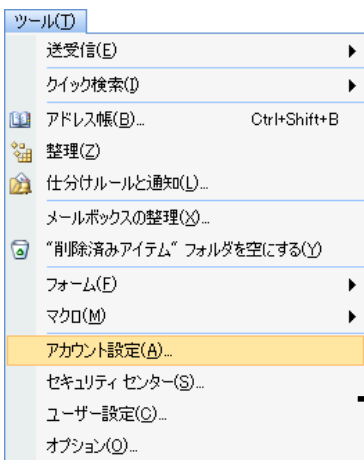 ツール(T)
送受信(E)
クイック検索(I)
アドレス帳(B)... Ctrl+Shift+B
整理(Z)
仕分けルールと通知(L)...
メールボックスの整理(X)...
"削除済みアイテム" フォルダを空にする(Y)
フォーム(F)
マクロ(M)
アカウント設定(A)...
セキュリティ センター(S)...
ユーザー設定(C)...
オプション(O)...